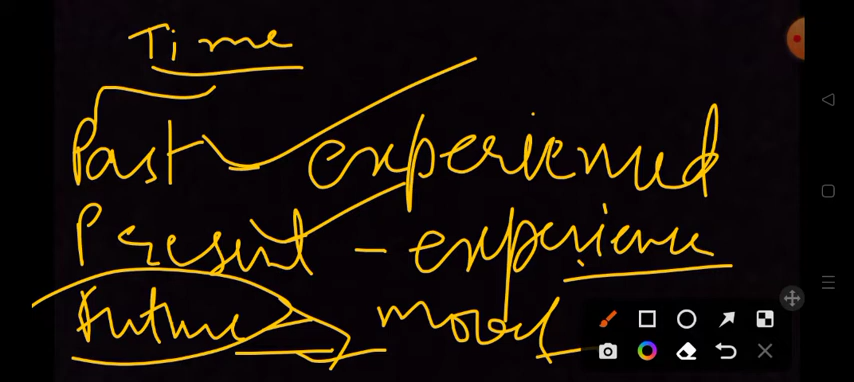 Time
Past experienced
Present - experience
Future mood